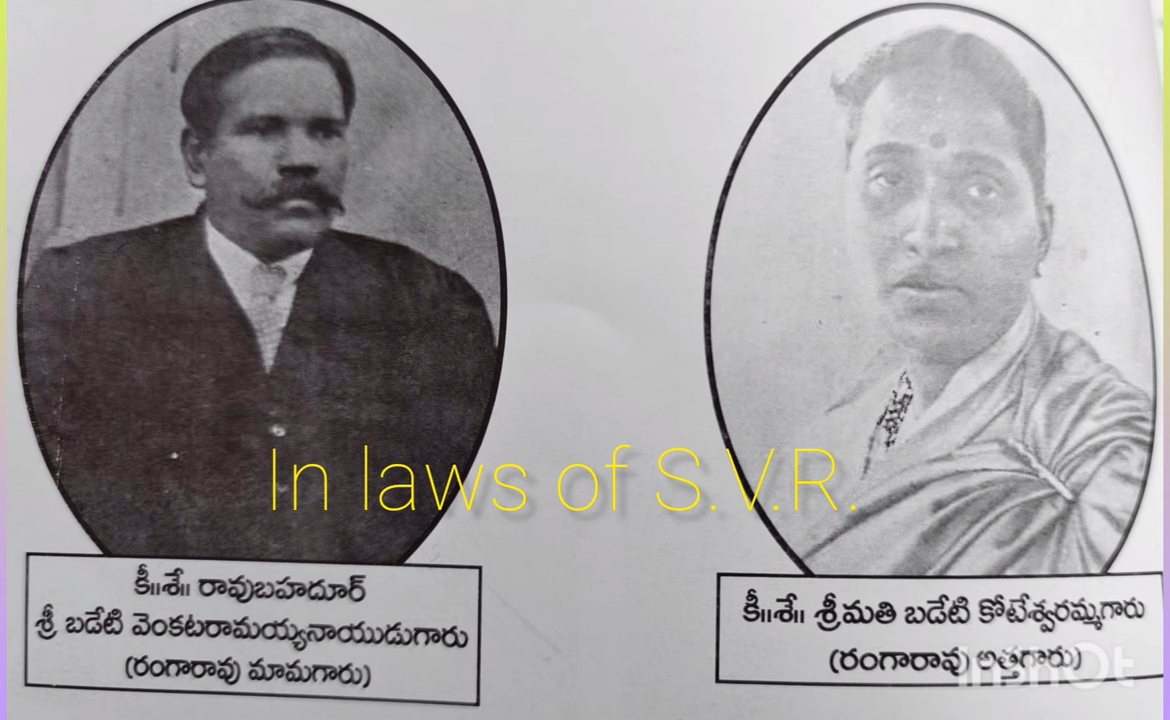 In laws of S.V.R.
కీ॥శే॥ రావుబహదూర్
శ్రీ బడేటి వెంకటరామయ్యనాయుడుగారు
(రంగారావు మామగారు)
కీ॥శే॥ శ్రీమతి బడేటి కోటేశ్వరమ్మగారు
(రంగారావు అత్తగారు)
InShOt